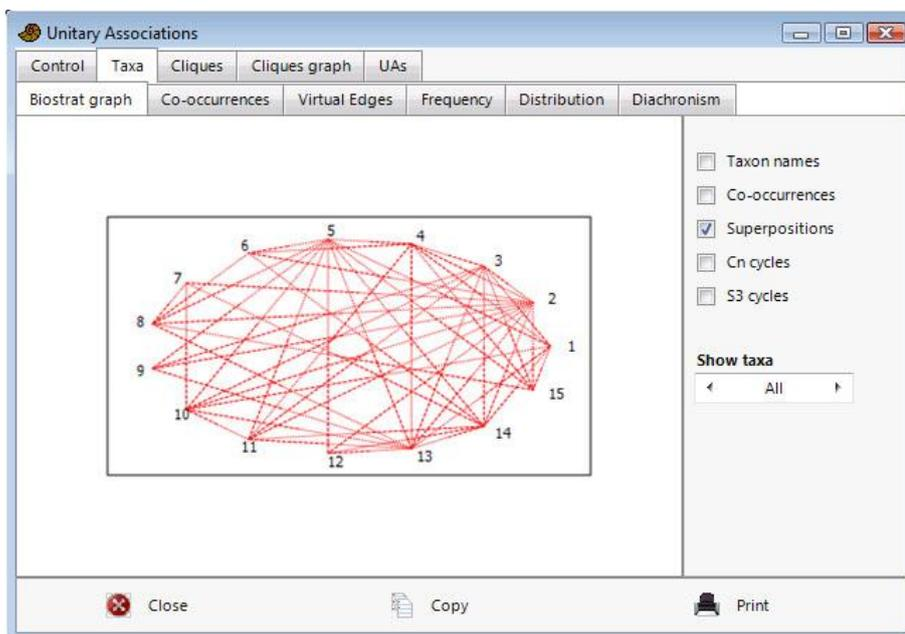 Unitary Associations
Control Taxa Cliques Cliques graph UAs
Biostrat graph Co-occurrences Virtual Edges Frequency Distribution Diachronism
Taxon names
Co-occurrences
Superpositions
Cn cycles
S3 cycles
Show taxa
All
5
4
6
3
7
2
8
1
9
15
10
14
11
13
12
Close Copy Print